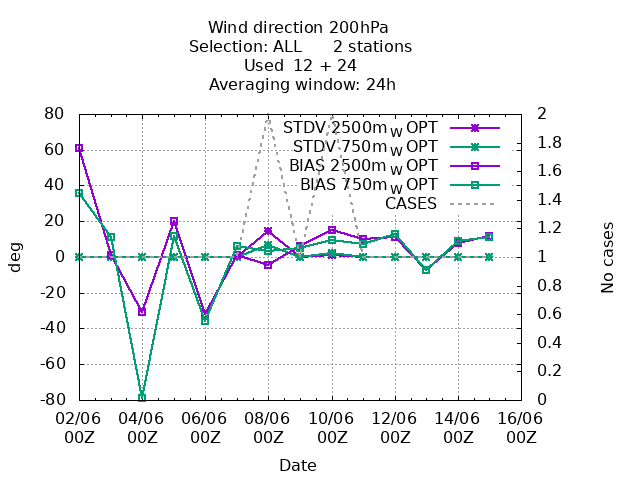 Wind direction 200hPa
Selection: ALL 2 stations
Used 12 + 24
Averaging window: 24h
80
60
40
20
0
-20
-40
-60
-80
deg
STDV 2500m_W OPT
STDV 750m_W OPT
BIAS 2500m_W OPT
BIAS 750m_W OPT
CASES
2
1.8
1.6
1.4
1.2
1
0.8
0.6
0.4
0.2
0
No cases
02/06 04/06 06/06 08/06 10/06 12/06 14/06 16/06
00Z 00Z 00Z 00Z 00Z 00Z 00Z 00Z
Date